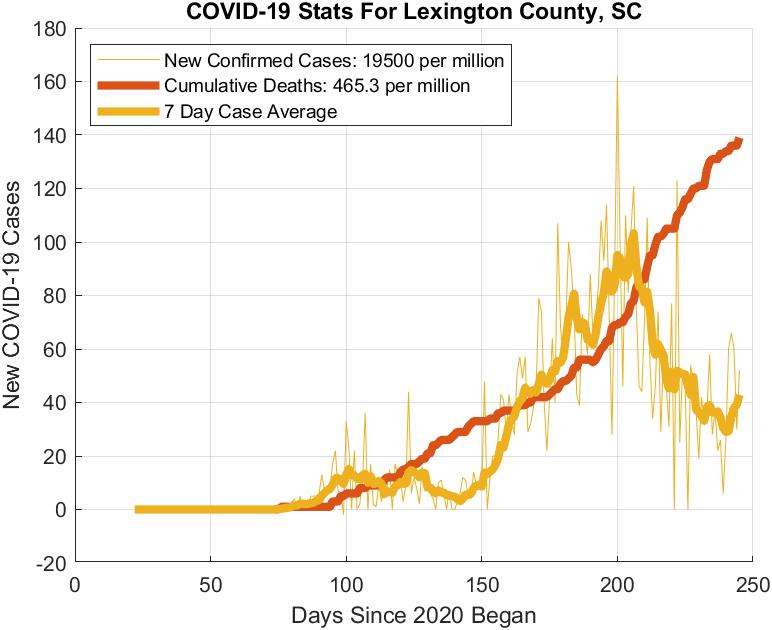 COVID-19 Stats For Lexington County, SC
New Confirmed Cases: 19500 per million
Cumulative Deaths: 465.3 per million
7 Day Case Average
New COVID-19 Cases
180
160
140
120
100
80
60
40
20
0
-20
0 50 100 150 200 250
Days Since 2020 Began